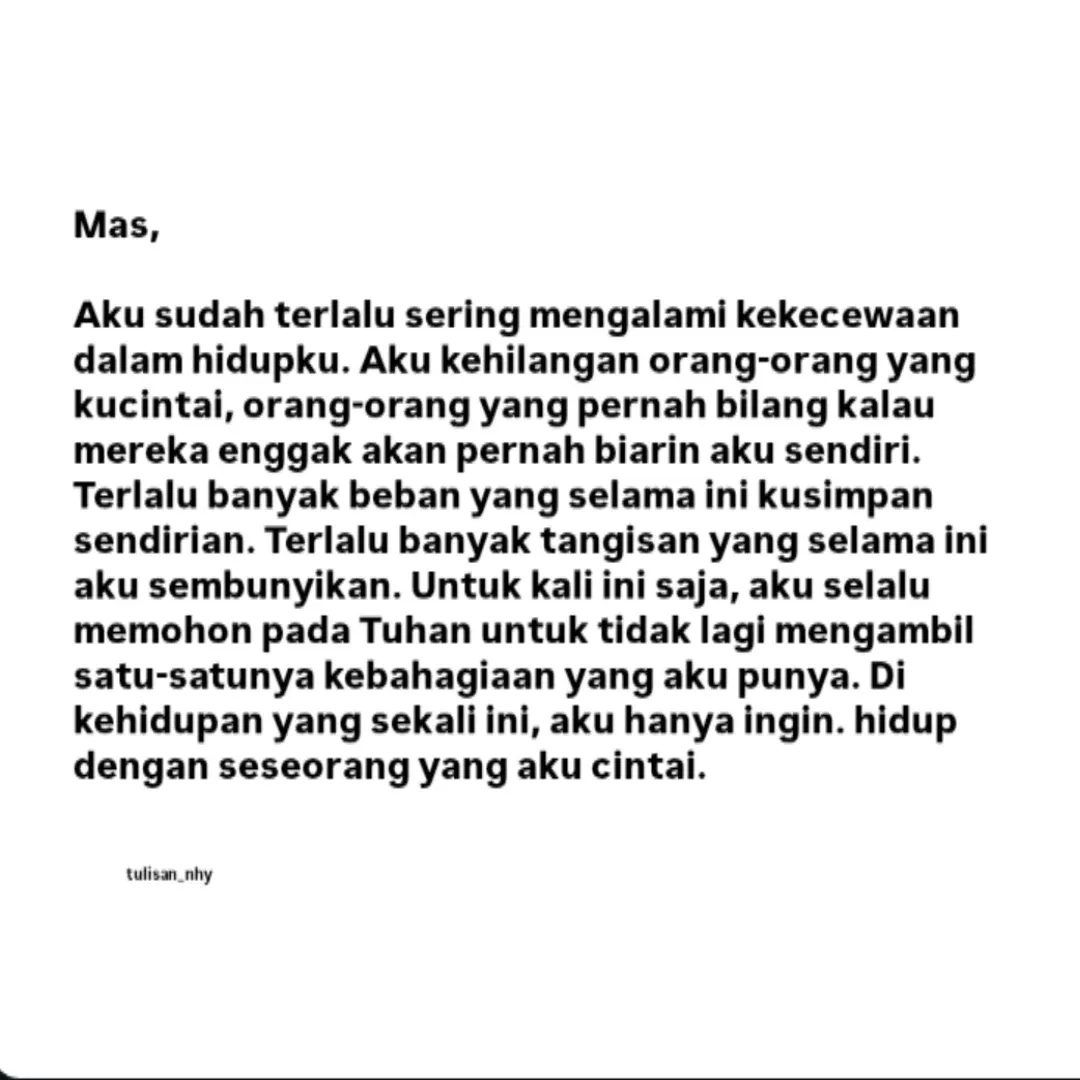 Mas,
Aku sudah terlalu sering mengalami kekecewaan
dalam hidupku. Aku kehilangan orang-orang yang
kucintai, orang-orang yang pernah bilang kalau
mereka enggak akan pernah biarin aku sendiri.
Terlalu banyak beban yang selama ini kusimpan
sendirian. Terlalu banyak tangisan yang selama ini
aku sembunyikan. Untuk kali ini saja, aku selalu
memohon pada Tuhan untuk tidak lagi mengambil
satu-satunya kebahagiaan yang aku punya. Di
kehidupan yang sekali ini, aku hanya ingin. hidup
dengan seseorang yang aku cintai.
tulisan_nhy